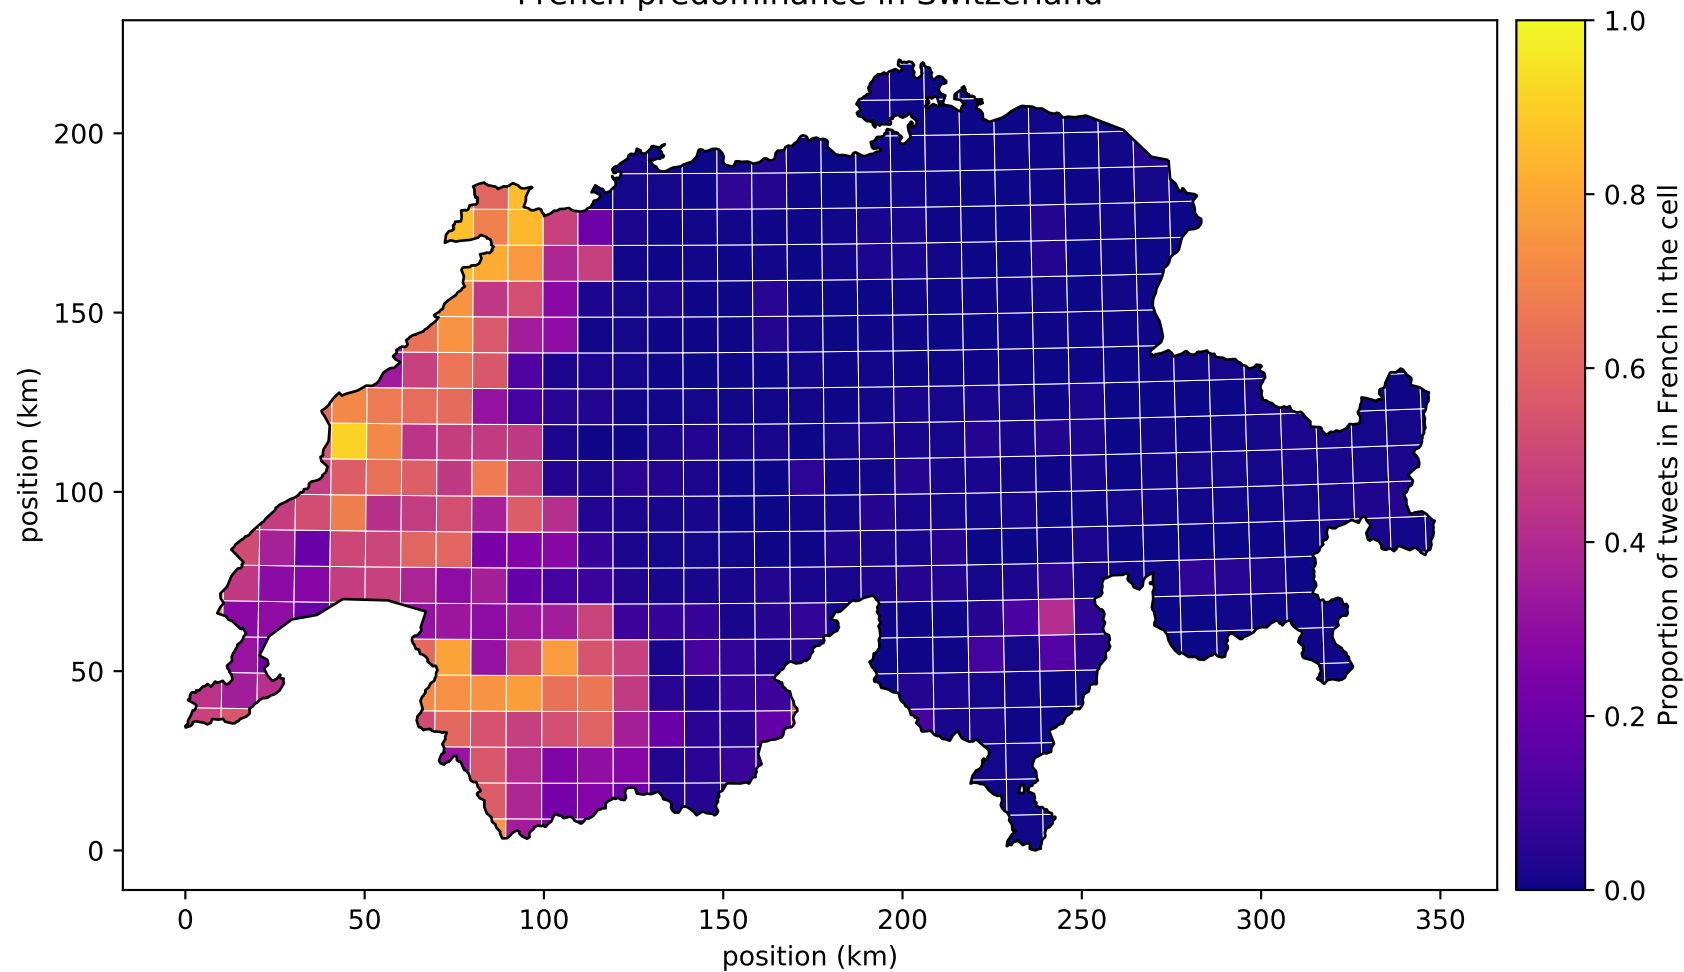 French predominance in Switzerland
200
150
100
50
0
position (km)
0 50 100 150 200 250 300 350
position (km)
1.0
0.8
0.6
0.4
0.2
0.0
Proportion of tweets in French in the cell